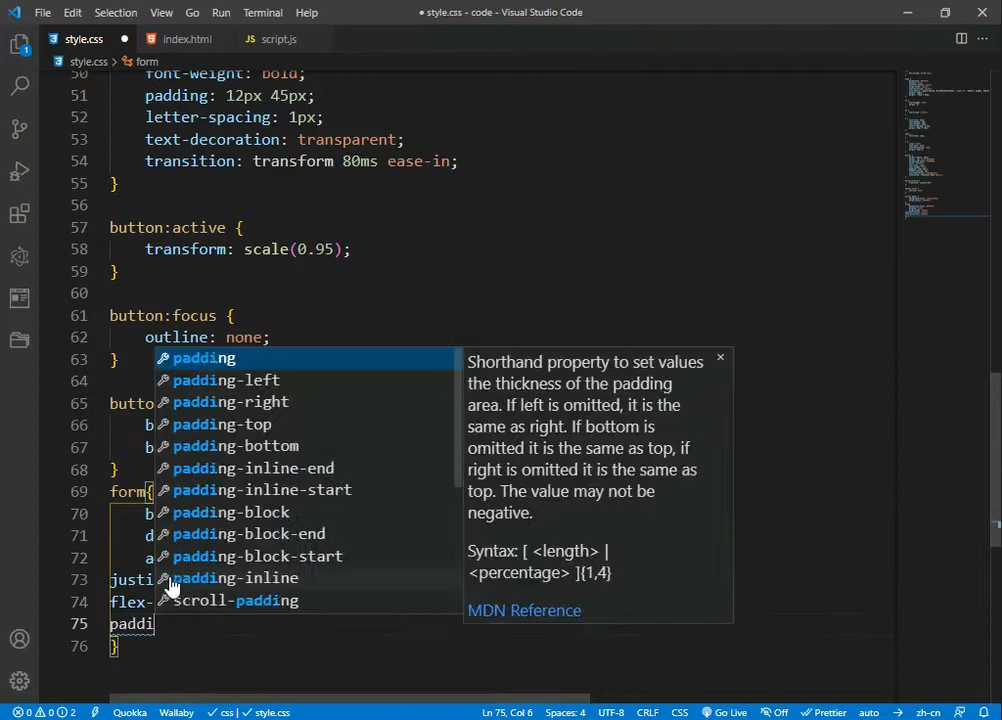 File Edit Selection View Go Run Terminal Help ● style.css - code - Visual Studio Code
style.css ● index.html JS script.js
style.css > form
1
50 font-weight: bold;
51 padding: 12px 45px;
52 letter-spacing: 1px;
53 text-decoration: transparent;
54 transition: transform 80ms ease-in;
55 }
56
57 button:active {
58 transform: scale(0.95);
59 }
60
61 button:focus {
62 outline: none;
63 }
64
65 butto
66 b
67 b
68 }
69 form{
70 b
71 d
72 a
73 justi
74 flex-
75 paddi
76 }
padding
padding-left
padding-right
padding-top
padding-bottom
padding-inline-end
padding-inline-start
padding-block
padding-block-end
padding-block-start
padding-inline
scroll-padding
Shorthand property to set values
the thickness of the padding
area. If left is omitted, it is the
same as right. If bottom is
omitted it is the same as top, if
right is omitted it is the same as
top. The value may not be
negative.
Syntax: [ <length> |
<percentage> ]{1,4}
MDN Reference
0 0 2 Quokka Wallaby ✓ css | ✓ style.css Ln 75, Col 6 Spaces: 4 UTF-8 CRLF CSS Go Live Off Prettier auto → zh-cn